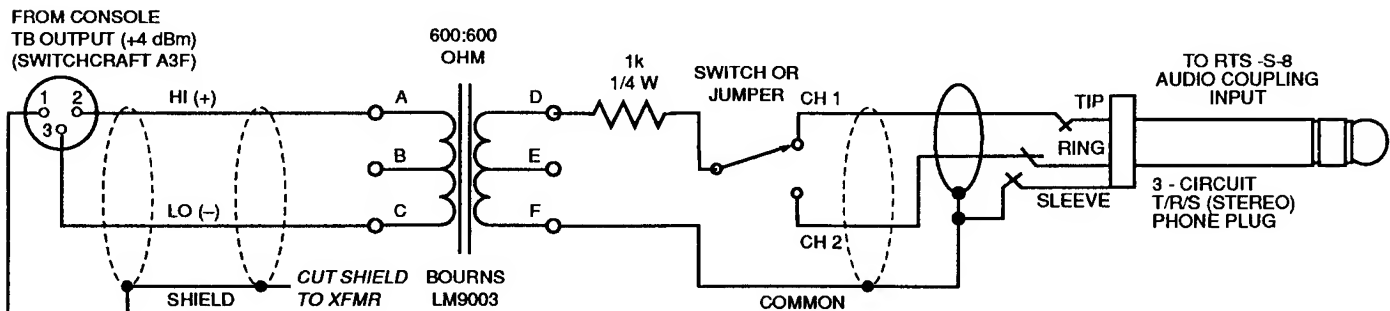 FROM CONSOLE
TB OUTPUT (+4 dBm)
(SWITCHCRAFT A3F)
1 2
3
HI (+)
LO (–)
SHIELD
CUT SHIELD
TO XFMR
600:600
OHM
A
B
C
D
E
F
BOURNS
LM9003
1k
1/4 W
SWITCH OR
JUMPER
CH 1
CH 2
COMMON
TO RTS -S-8
AUDIO COUPLING
INPUT
TIP
RING
SLEEVE
3 - CIRCUIT
T/R/S (STEREO)
PHONE PLUG